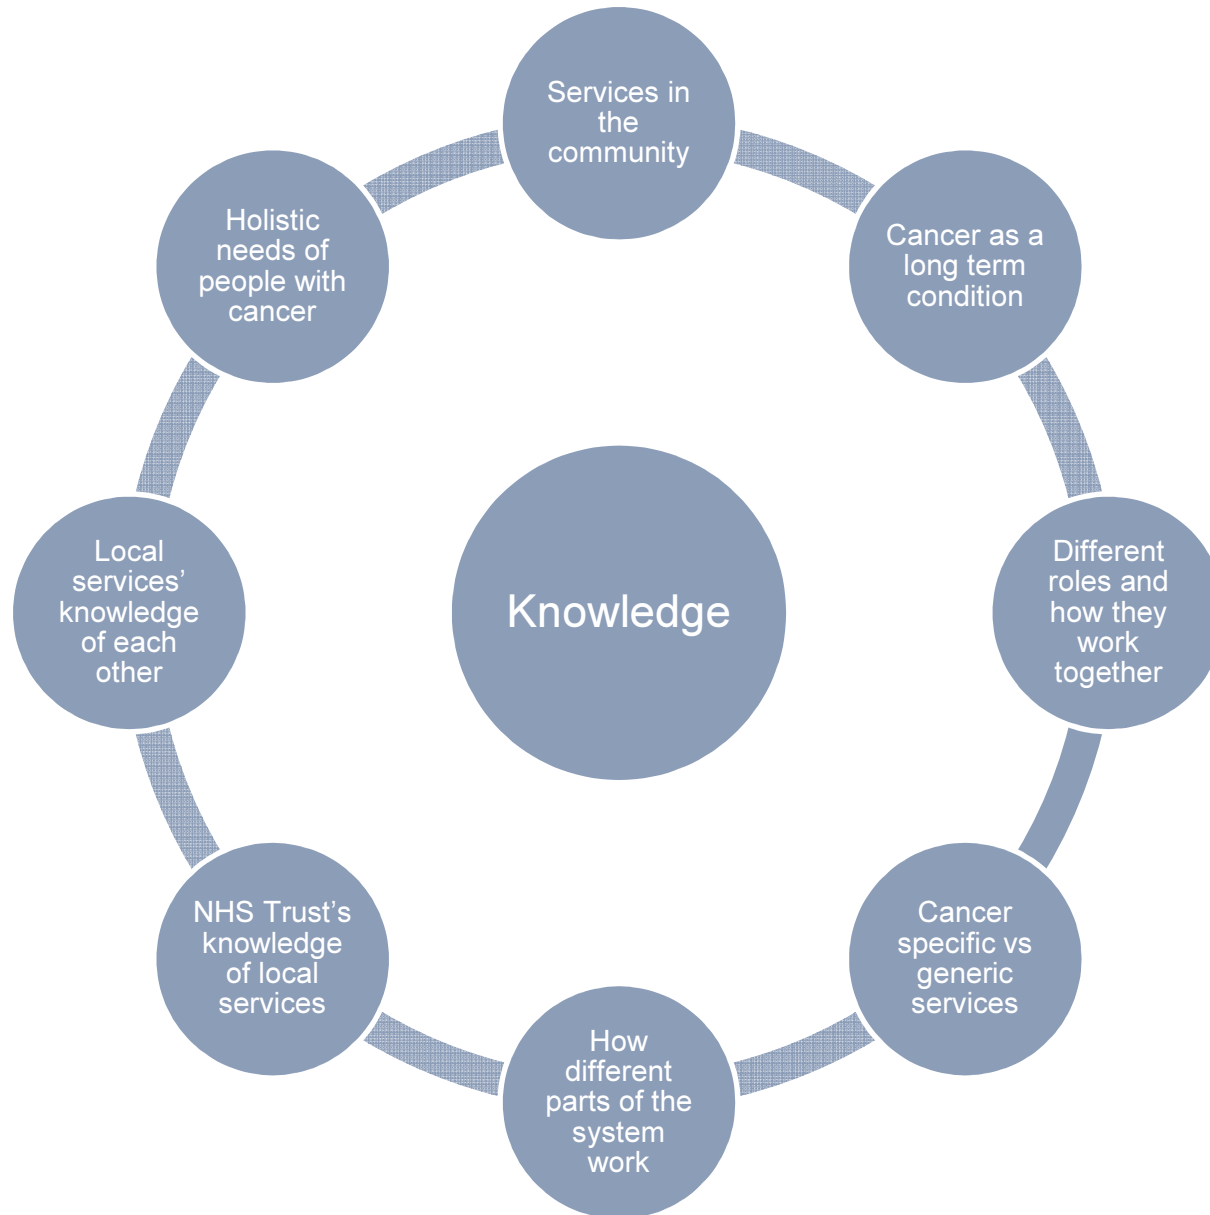 Services in
the
community
Cancer as a
long term
condition
Different
roles and
how they
work
together
Cancer
specific vs
generic
services
How
different
parts of the
system
work
NHS Trust’s
knowledge
of local
services
Local
services’
knowledge
of each
other
Holistic
needs of
people with
cancer
Knowledge